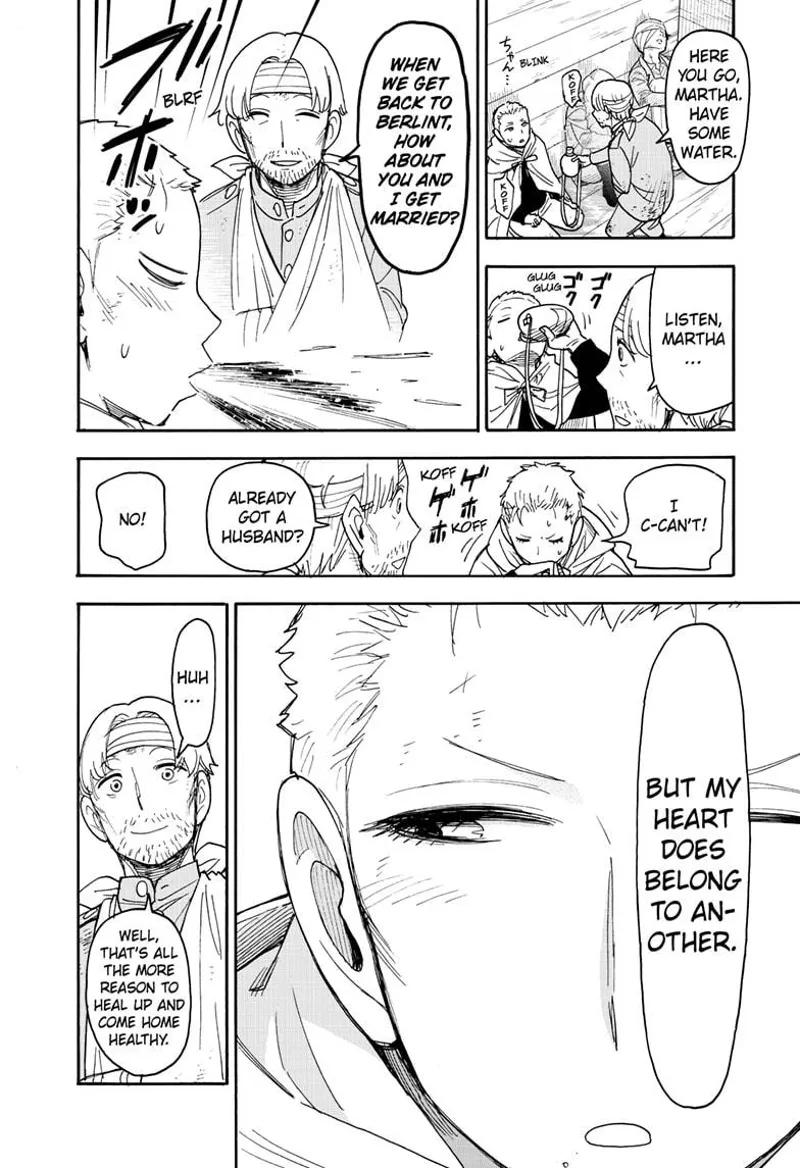 HERE
YOU GO,
MARTHA.
HAVE
SOME
WATER.
KOFF
KOFF
ちゃん…
BLINK
LISTEN,
MARTHA
...
GLUG
GLUG
ゴク
ゴク
WHEN
WE GET
BACK TO
BERLINT,
HOW
ABOUT
YOU AND
I GET
MARRIED?
BLRF
I
C-CAN'T!
KOFF
KOFF
ゲホ
ゲホ
ALREADY
GOT A
HUSBAND?
NO!
BUT MY
HEART
DOES
BELONG
TO AN-
OTHER.
HUH
...
WELL,
THAT'S ALL
THE MORE
REASON TO
HEAL UP AND
COME HOME
HEALTHY.